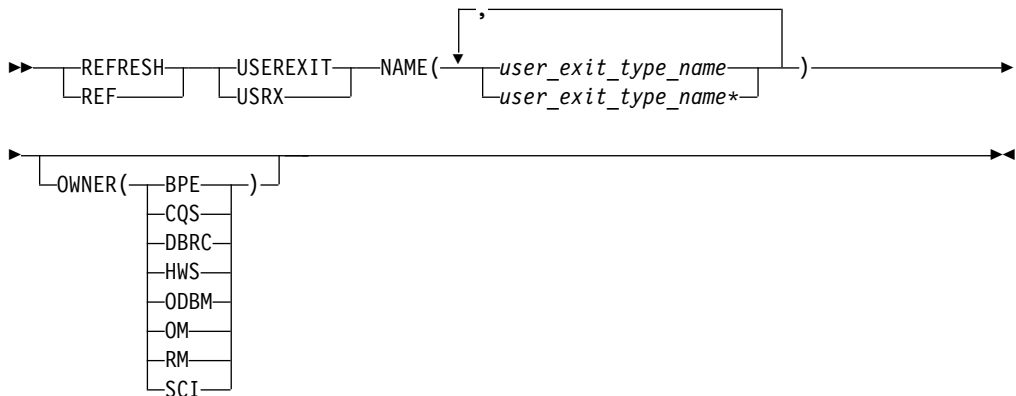 ,
REFRESH USEREXIT NAME( user_exit_type_name )
REF USRX user_exit_type_name*
OWNER( BPE )
CQS
DBRC
HWS
ODBM
OM
RM
SCI